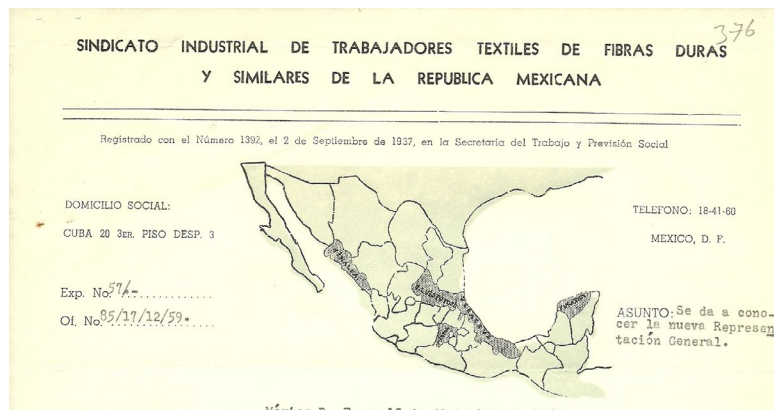 376
SINDICATO INDUSTRIAL DE TRABAJADORES TEXTILES DE FIBRAS DURAS
Y SIMILARES DE LA REPUBLICA MEXICANA
Registrado con el Número 1392, el 2 de Septiembre de 1937, en la Secretaría del Trabajo y Previsión Social
DOMICILIO SOCIAL:
CUBA 20 3ER. PISO DESP. 3
TELEFONO: 18-41-60
MEXICO, D. F.
Exp. No. 576-
Of. No. 85/17/12/59.
ASUNTO: Se da a cono-
cer la nueva Represen
tación General.